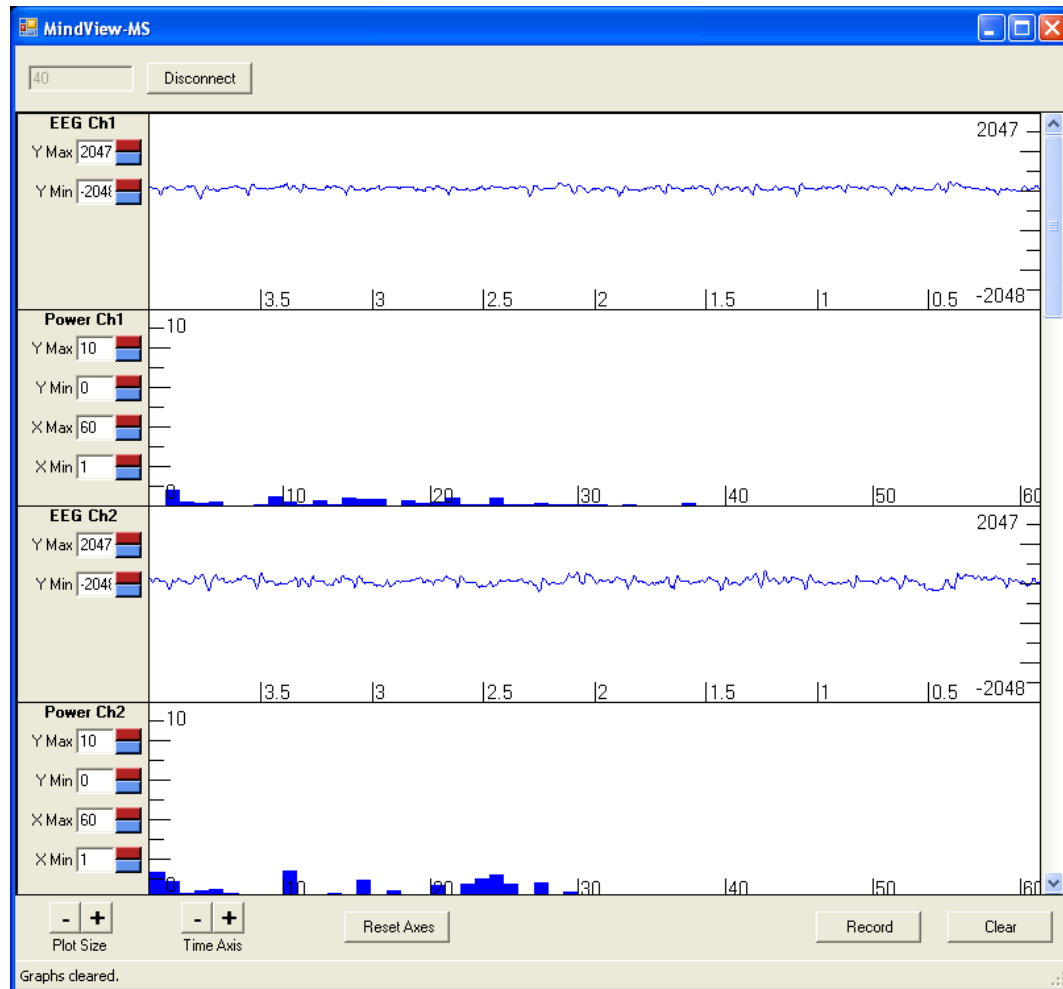 MindView-MS
40 Disconnect
EEG Ch1
Y Max 2047
Y Min -204
2047
|3.5 |3 |2.5 |2 |1.5 |1 |0.5 -2048
Power Ch1
Y Max 10
Y Min 0
X Max 60
X Min 1
10
0 |10 |20 |30 |40 |50 |60
EEG Ch2
Y Max 2047
Y Min -204
2047
|3.5 |3 |2.5 |2 |1.5 |1 |0.5 -2048
Power Ch2
Y Max 10
Y Min 0
X Max 60
X Min 1
10
0 |10 |20 |30 |40 |50 |60
- + - + Reset Axes Record Clear
Plot Size Time Axis
Graphs cleared.